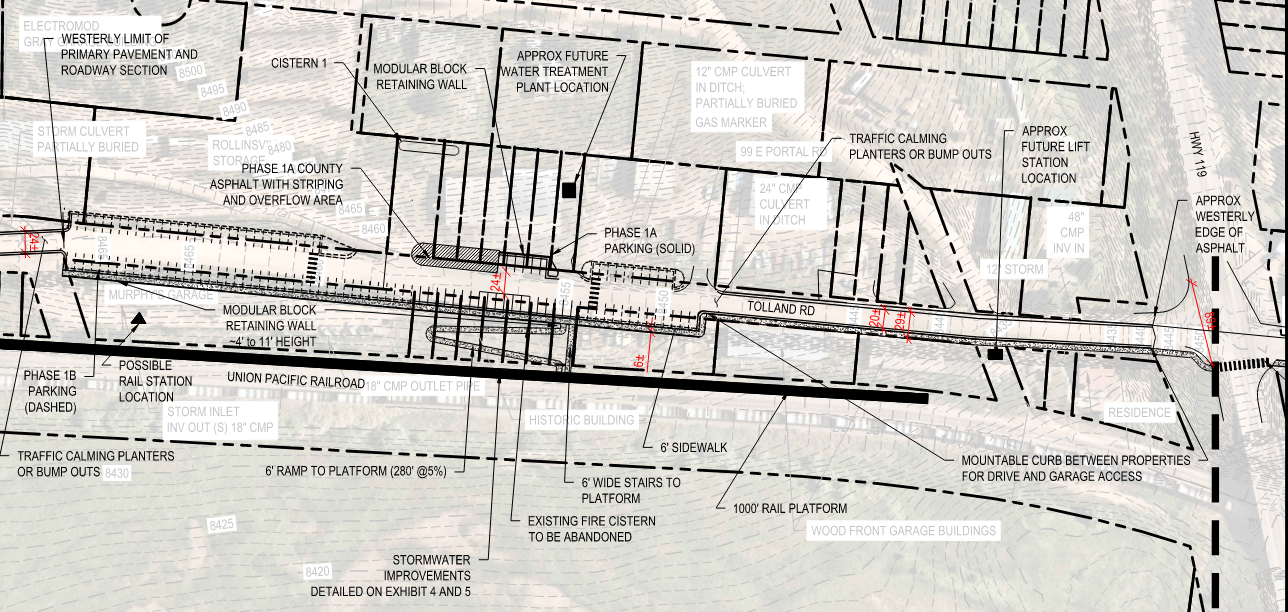 ELECTROMOD
WESTERLY LIMIT OF
PRIMARY PAVEMENT AND
ROADWAY SECTION
8500
8495
8490
8485
8480
8465
8460
CISTERN 1
MODULAR BLOCK
RETAINING WALL
APPROX FUTURE
WATER TREATMENT
PLANT LOCATION
12" CMP CULVERT
IN DITCH;
PARTIALLY BURIED
GAS MARKER
99 E PORTAL RD
TRAFFIC CALMING
PLANTERS OR BUMP OUTS
APPROX
FUTURE LIFT
STATION
LOCATION
HWY 119
STORM CULVERT
PARTIALLY BURIED
STORAGE
PHASE 1A COUNTY
ASPHALT WITH STRIPING
AND OVERFLOW AREA
24" CMP
CULVERT
IN DITCH
48"
CMP
INV IN
APPROX
WESTERLY
EDGE OF
ASPHALT
PHASE 1A
PARKING (SOLID)
12" STORM
24±
24±
8465
8450
TOLLAND RD
20±
29±
89±
6±
MURPHY'S GARAGE
MODULAR BLOCK
RETAINING WALL
~4' to 11' HEIGHT
POSSIBLE
RAIL STATION
LOCATION
PHASE 1B
PARKING
(DASHED)
UNION PACIFIC RAILROAD
18" CMP OUTLET PIPE
STORM INLET
INV OUT (S) 18" CMP
HISTORIC BUILDING
RESIDENCE
TRAFFIC CALMING PLANTERS
OR BUMP OUTS
8430
6' RAMP TO PLATFORM (280' @5%)
6' SIDEWALK
MOUNTABLE CURB BETWEEN PROPERTIES
FOR DRIVE AND GARAGE ACCESS
6' WIDE STAIRS TO
PLATFORM
1000' RAIL PLATFORM
EXISTING FIRE CISTERN
TO BE ABANDONED
WOOD FRONT GARAGE BUILDINGS
8425
STORMWATER
IMPROVEMENTS
DETAILED ON EXHIBIT 4 AND 5
8420